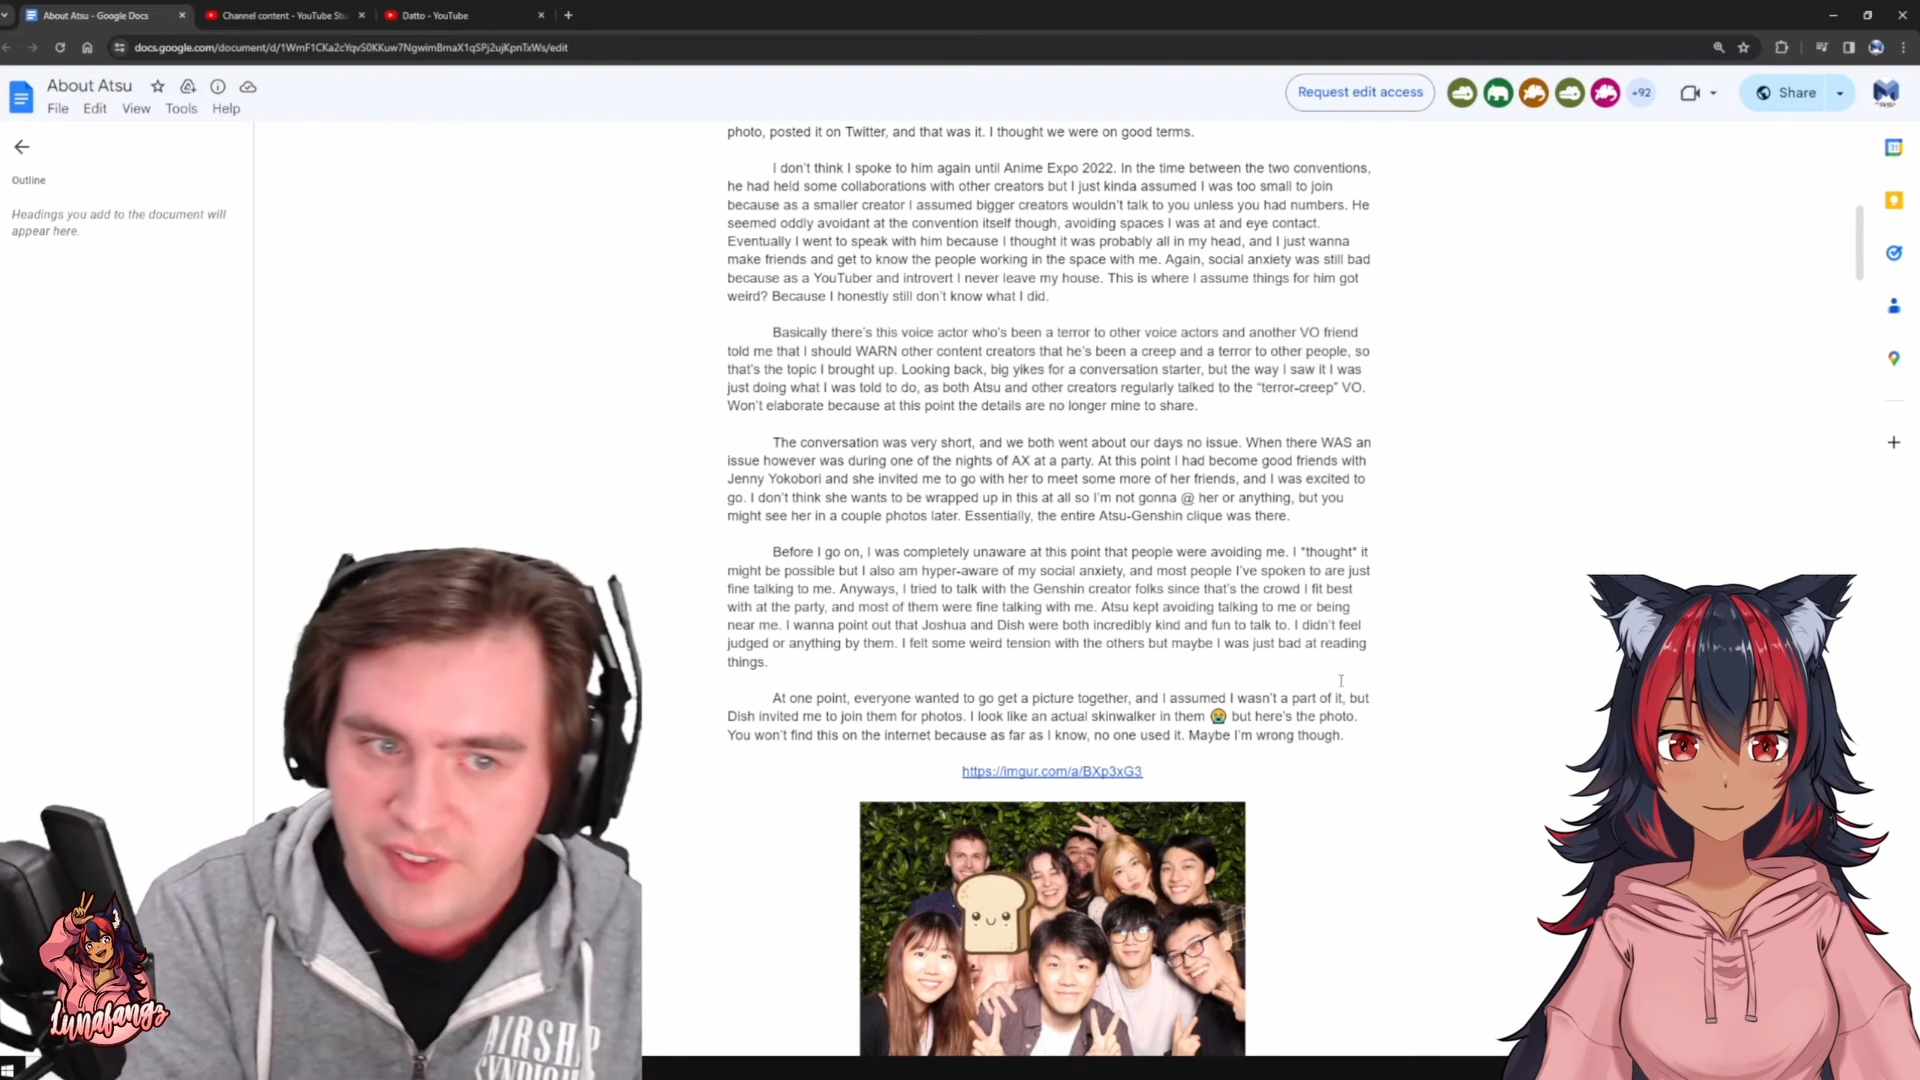 About Atsu - Google Docs
Channel content - YouTube Stu
Datto - YouTube
docs.google.com/document/d/1WmF1CKa2cYqvS0KKuw7NgwimBmaX1qSPj2ujKpnTxWs/edit
About Atsu
File Edit View Tools Help
Request edit access
+92
Share
Outline
Headings you add to the document will
appear here.
photo, posted it on Twitter, and that was it. I thought we were on good terms.
I don't think I spoke to him again until Anime Expo 2022. In the time between the two conventions,
he had held some collaborations with other creators but I just kinda assumed I was too small to join
because as a smaller creator I assumed bigger creators wouldn't talk to you unless you had numbers. He
seemed oddly avoidant at the convention itself though, avoiding spaces I was at and eye contact.
Eventually I went to speak with him because I thought it was probably all in my head, and I just wanna
make friends and get to know the people working in the space with me. Again, social anxiety was still bad
because as a YouTuber and introvert I never leave my house. This is where I assume things for him got
weird? Because I honestly still don't know what I did.
Basically there's this voice actor who's been a terror to other voice actors and another VO friend
told me that I should WARN other content creators that he's been a creep and a terror to other people, so
that's the topic I brought up. Looking back, big yikes for a conversation starter, but the way I saw it I was
just doing what I was told to do, as both Atsu and other creators regularly talked to the "terror-creep" VO.
Won't elaborate because at this point the details are no longer mine to share.
The conversation was very short, and we both went about our days no issue. When there WAS an
issue however was during one of the nights of AX at a party. At this point I had become good friends with
Jenny Yokobori and she invited me to go with her to meet some more of her friends, and I was excited to
go. I don't think she wants to be wrapped up in this at all so I'm not gonna @ her or anything, but you
might see her in a couple photos later. Essentially, the entire Atsu-Genshin clique was there.
Before I go on, I was completely unaware at this point that people were avoiding me. I *thought* it
might be possible but I also am hyper-aware of my social anxiety, and most people I've spoken to are just
fine talking to me. Anyways, I tried to talk with the Genshin creator folks since that's the crowd I fit best
with at the party, and most of them were fine talking with me. Atsu kept avoiding talking to me or being
near me. I wanna point out that Joshua and Dish were both incredibly kind and fun to talk to. I didn't feel
judged or anything by them. I felt some weird tension with the others but maybe I was just bad at reading
things.
At one point, everyone wanted to go get a picture together, and I assumed I wasn't a part of it, but
Dish invited me to join them for photos. I look like an actual skinwalker in them 😭 but here's the photo.
You won't find this on the internet because as far as I know, no one used it. Maybe I'm wrong though.
https://imgur.com/a/BXp3xG3
Lunafangz
AIRSHIP
SYNDICATE